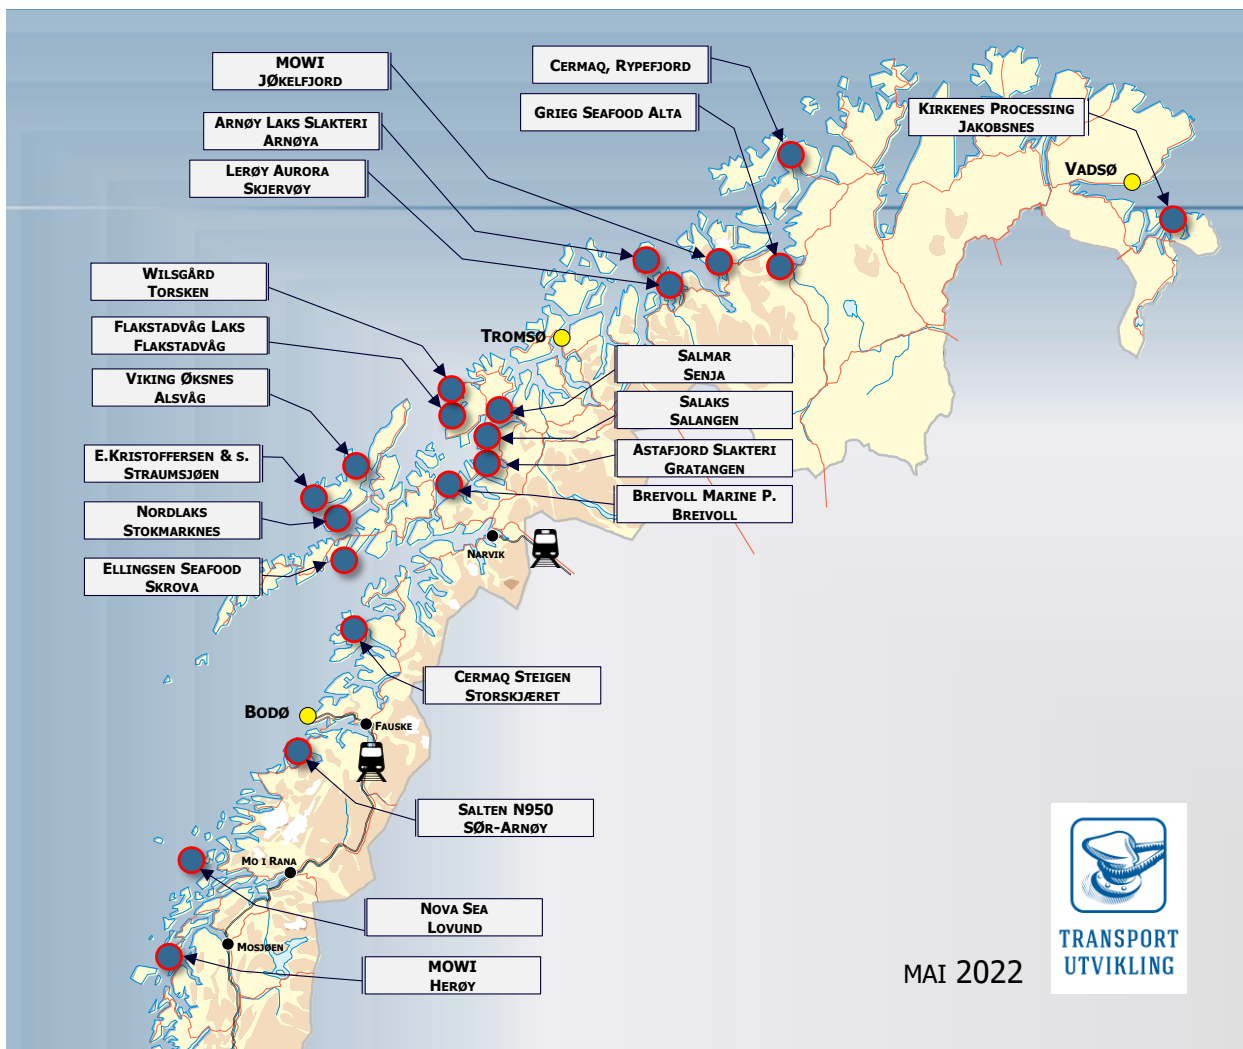 MOWI
JØKELFJORD
CERMAQ, RYPEFJORD
GRIEG SEAFOOD ALTA
KIRKENES PROCESSING
JAKOBSNES
ARNØY LAKS SLAKTERI
ARNØYA
LERØY AURORA
SKJERVØY
VADSØ
WILSGÅRD
TORSKEN
FLAKSTADVÅG LAKS
FLAKSTADVÅG
TROMSØ
VIKING ØKSNES
ALSVÅG
SALMAR
SENJA
SALAKS
SALANGEN
E.KRISTOFFERSEN & S.
STRAUMSJØEN
ASTAFJORD SLAKTERI
GRATANGEN
NORDLAKS
STOKMARKNES
BREIVOLL MARINE P.
BREIVOLL
NARVIK
ELLINGSEN SEAFOOD
SKROVA
CERMAQ STEIGEN
STORSKJÆRET
BODØ
FAUSKE
SALTEN N950
SØR-ARNØY
MO I RANA
NOVA SEA
LOVUND
MOSJØEN
MOWI
HERØY
MAI 2022
TRANSPORT
UTVIKLING